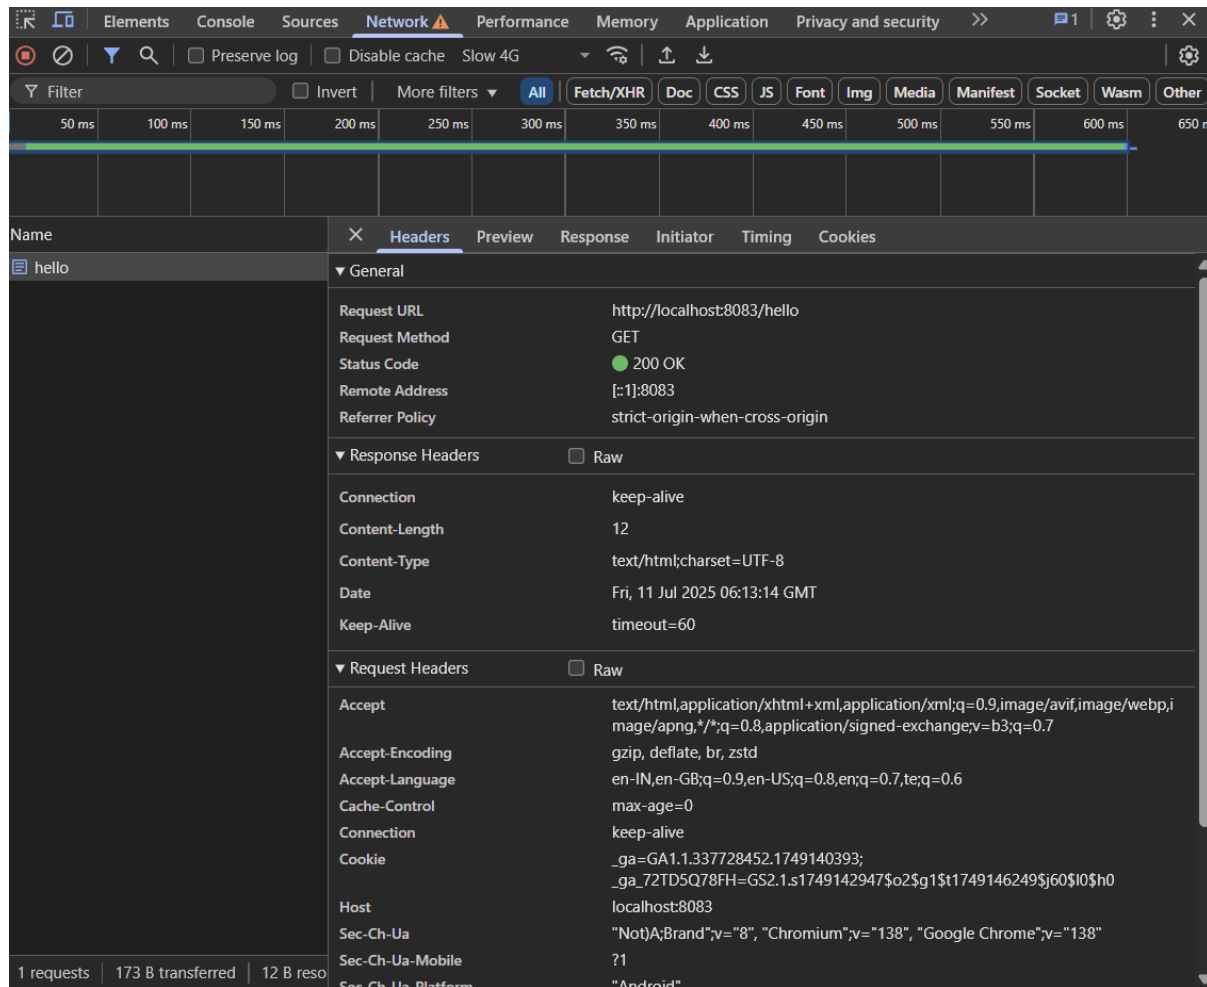 Elements Console Sources Network Performance Memory Application Privacy and security 1
Preserve log Disable cache Slow 4G
Filter Invert More filters All Fetch/XHR Doc CSS JS Font Img Media Manifest Socket Wasm Other
50 ms 100 ms 150 ms 200 ms 250 ms 300 ms 350 ms 400 ms 450 ms 500 ms 550 ms 600 ms 650
Name
Headers Preview Response Initiator Timing Cookies
hello
General
Request URL http://localhost:8083/hello
Request Method GET
Status Code 200 OK
Remote Address [::1]:8083
Referrer Policy strict-origin-when-cross-origin
Response Headers Raw
Connection keep-alive
Content-Length 12
Content-Type text/html;charset=UTF-8
Date Fri, 11 Jul 2025 06:13:14 GMT
Keep-Alive timeout=60
Request Headers Raw
Accept text/html,application/xhtml+xml,application/xml;q=0.9,image/avif,image/webp,i
mage/apng,*/*;q=0.8,application/signed-exchange;v=b3;q=0.7
Accept-Encoding gzip, deflate, br, zstd
Accept-Language en-IN,en-GB;q=0.9,en-US;q=0.8,en;q=0.7,te;q=0.6
Cache-Control max-age=0
Connection keep-alive
Cookie _ga=GA1.1.337728452.1749140393;
_ga_72TD5Q78FH=GS2.1.s1749142947$o2$g1$t1749146249$j60$l0$h0
Host localhost:8083
Sec-Ch-Ua "Not)A;Brand";v="8", "Chromium";v="138", "Google Chrome";v="138"
Sec-Ch-Ua-Mobile ?1
Sec-Ch-Ua-Platform "Android"
1 requests 173 B transferred 12 B reso